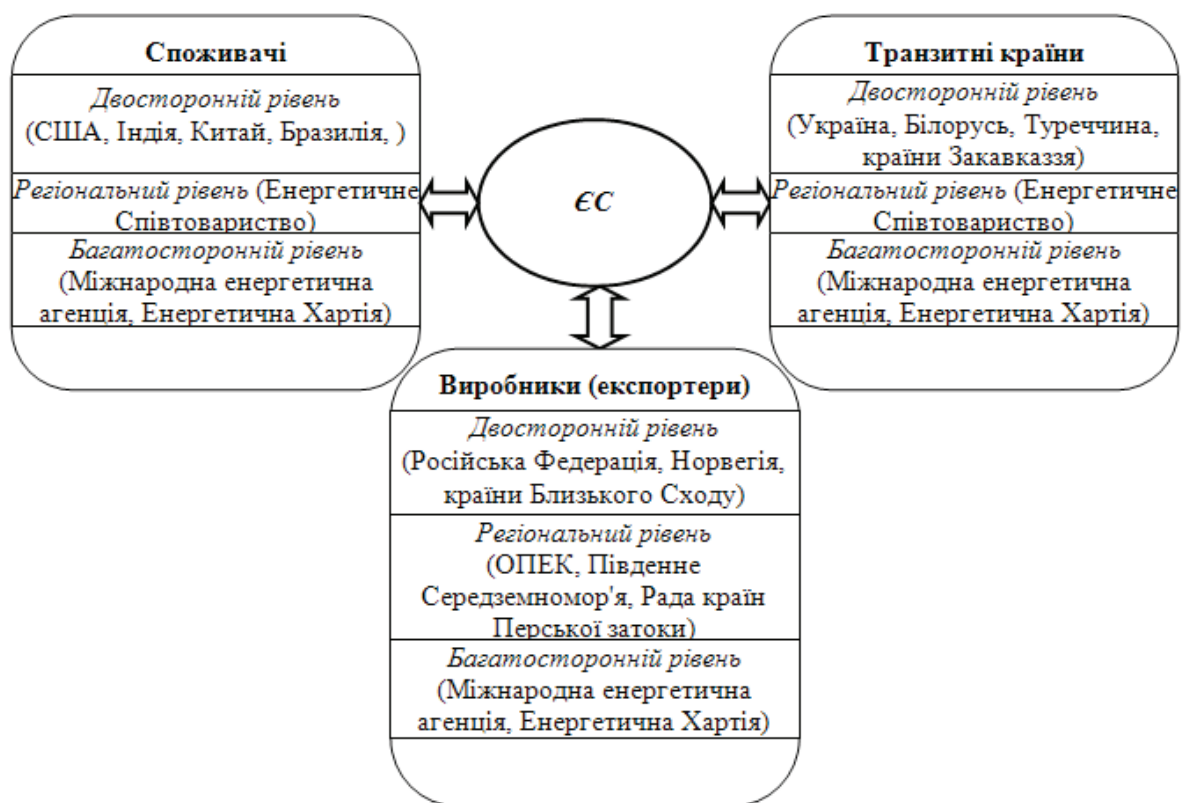 Споживачі
Двосторонній рівень
(США, Індія, Китай, Бразилія, )
Регіональний рівень (Енергетичне
Співтовариство)
Багатосторонній рівень
(Міжнародна енергетична
агенція, Енергетична Хартія)
ЄС
Транзитні країни
Двосторонній рівень
(Україна, Білорусь, Туреччина,
країни Закавказзя)
Регіональний рівень (Енергетичне
Співтовариство)
Багатосторонній рівень
(Міжнародна енергетична
агенція, Енергетична Хартія)
Виробники (експортери)
Двосторонній рівень
(Російська Федерація, Норвегія,
країни Близького Сходу)
Регіональний рівень
(ОПЕК, Південне
Середземномор'я, Рада країн
Перської затоки)
Багатосторонній рівень
(Міжнародна енергетична
агенція, Енергетична Хартія)